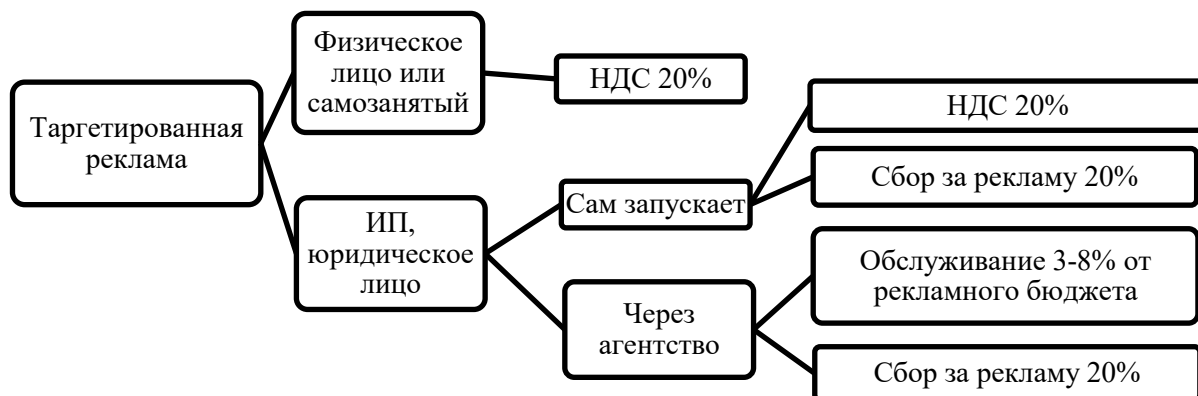 Таргетированная
реклама
Физическое
лицо или
самозанятый
НДС 20%
ИП,
юридическое
лицо
Сам запускает
НДС 20%
Сбор за рекламу 20%
Через
агентство
Обслуживание 3-8% от
рекламного бюджета
Сбор за рекламу 20%